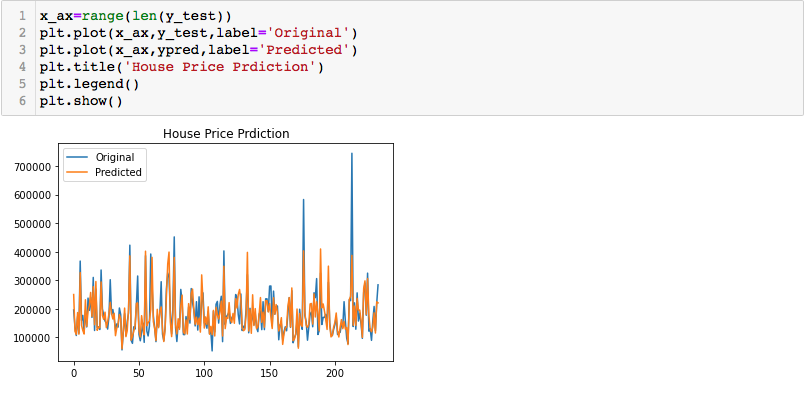 1 x_ax=range(len(y_test))
2 plt.plot(x_ax,y_test,label='Original')
3 plt.plot(x_ax,ypred,label='Predicted')
4 plt.title('House Price Prdiction')
5 plt.legend()
6 plt.show()
House Price Prdiction
Original
Predicted
700000
600000
500000
400000
300000
200000
100000
0 50 100 150 200